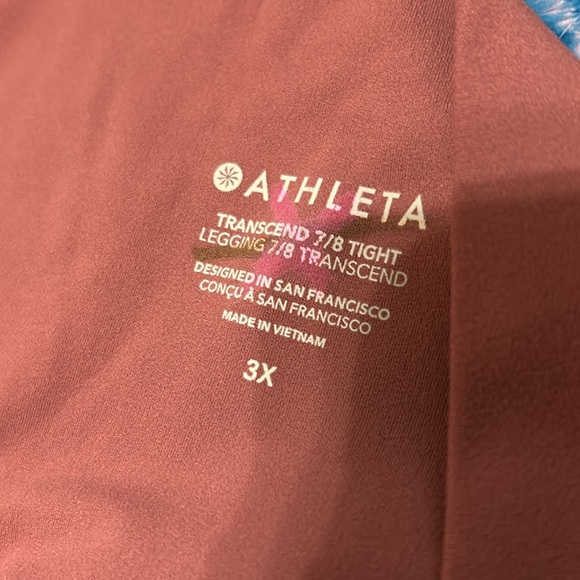 ATHLETA
TRANSCEND 7/8 TIGHT
LEGGING 7/8 TRANSCEND
DESIGNED IN SAN FRANCISCO
CONÇU À SAN FRANCISCO
MADE IN VIETNAM
3X